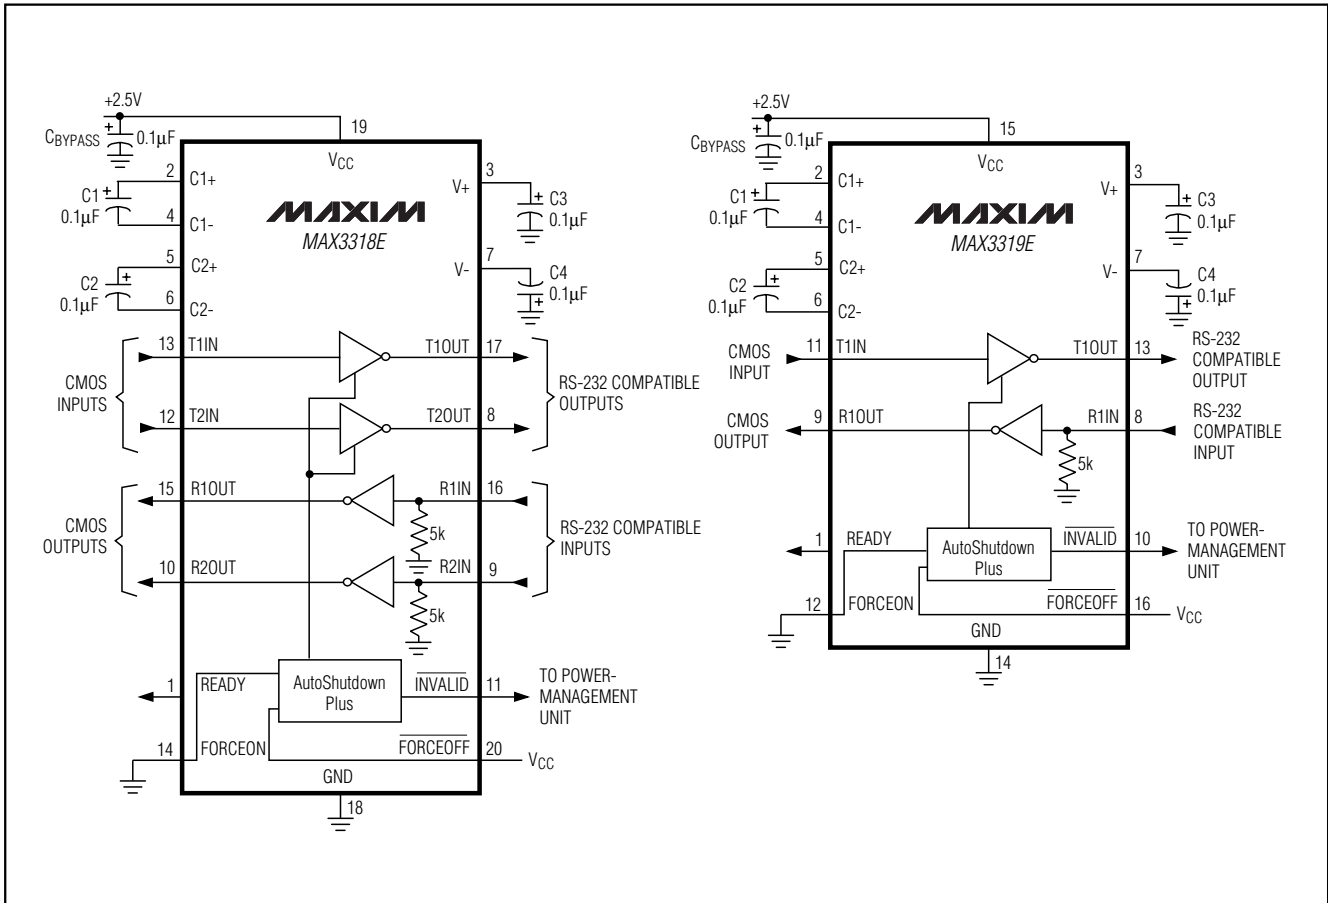 +2.5V
CBYPASS
+
0.1µF
19
VCC
2
C1+
C1
+
0.1µF
4
C1-
5
C2+
C2
+
0.1µF
6
C2-
3
V+
+
C3
0.1µF
7
V-
C4
0.1µF
+
MAXIM
MAX3318E
CMOS
INPUTS
13
T1IN
T1OUT
17
12
T2IN
T2OUT
8
RS-232 COMPATIBLE
OUTPUTS
CMOS
OUTPUTS
15
R1OUT
R1IN
16
5k
10
R2OUT
R2IN
9
5k
RS-232 COMPATIBLE
INPUTS
1
READY
AutoShutdown
Plus
INVALID
11
TO POWER-
MANAGEMENT
UNIT
14
FORCEON
FORCEOFF
20
VCC
GND
18
+2.5V
CBYPASS
+
0.1µF
15
VCC
2
C1+
C1
+
0.1µF
4
C1-
5
C2+
C2
+
0.1µF
6
C2-
3
V+
+
C3
0.1µF
7
V-
C4
0.1µF
+
MAXIM
MAX3319E
CMOS
INPUT
11
T1IN
T1OUT
13
RS-232
COMPATIBLE
OUTPUT
CMOS
OUTPUT
9
R1OUT
R1IN
8
RS-232
COMPATIBLE
INPUT
5k
1
READY
AutoShutdown
Plus
INVALID
10
TO POWER-
MANAGEMENT
UNIT
12
FORCEON
FORCEOFF
16
VCC
GND
14